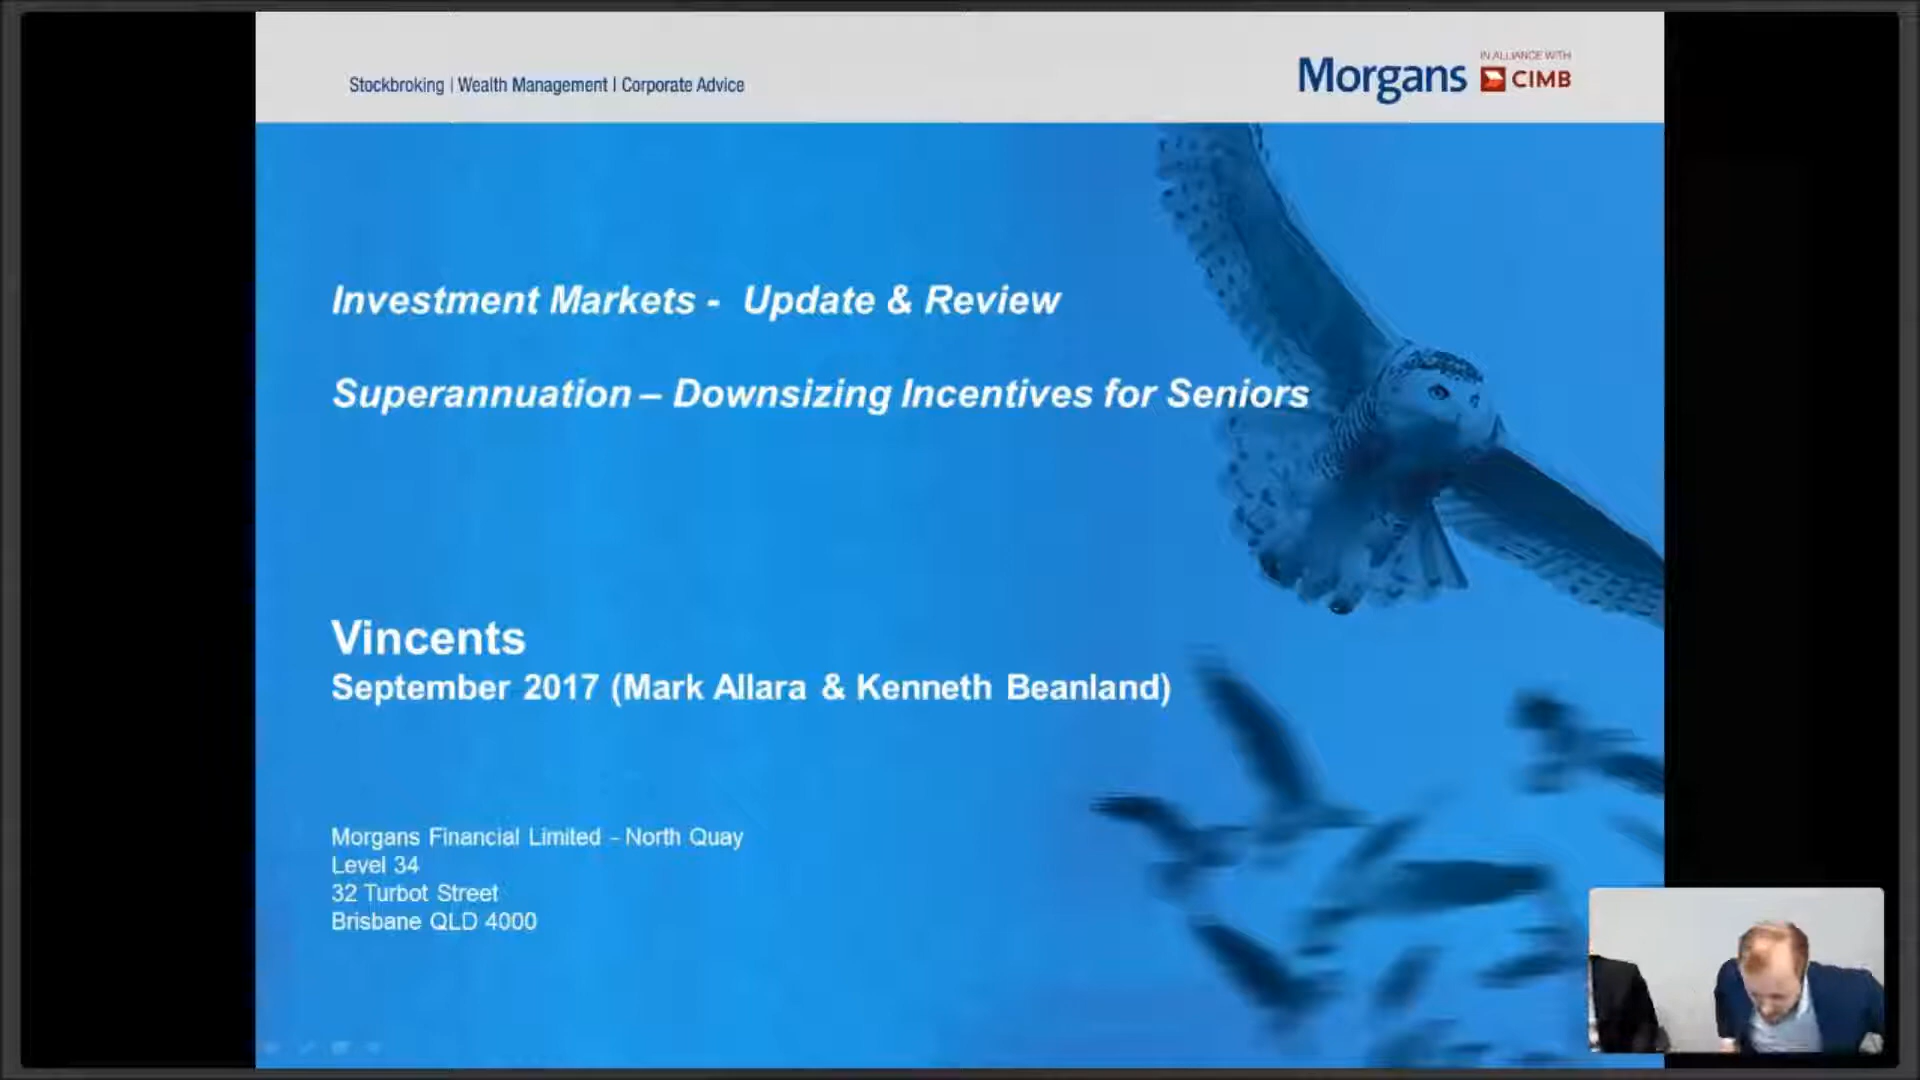 Stockbroking | Wealth Management | Corporate Advice
Morgans
IN ALLIANCE WITH
CIMB
Investment Markets -  Update & Review
Superannuation – Downsizing Incentives for Seniors
Vincents
September 2017 (Mark Allara & Kenneth Beanland)
Morgans Financial Limited - North Quay
Level 34
32 Turbot Street
Brisbane QLD 4000